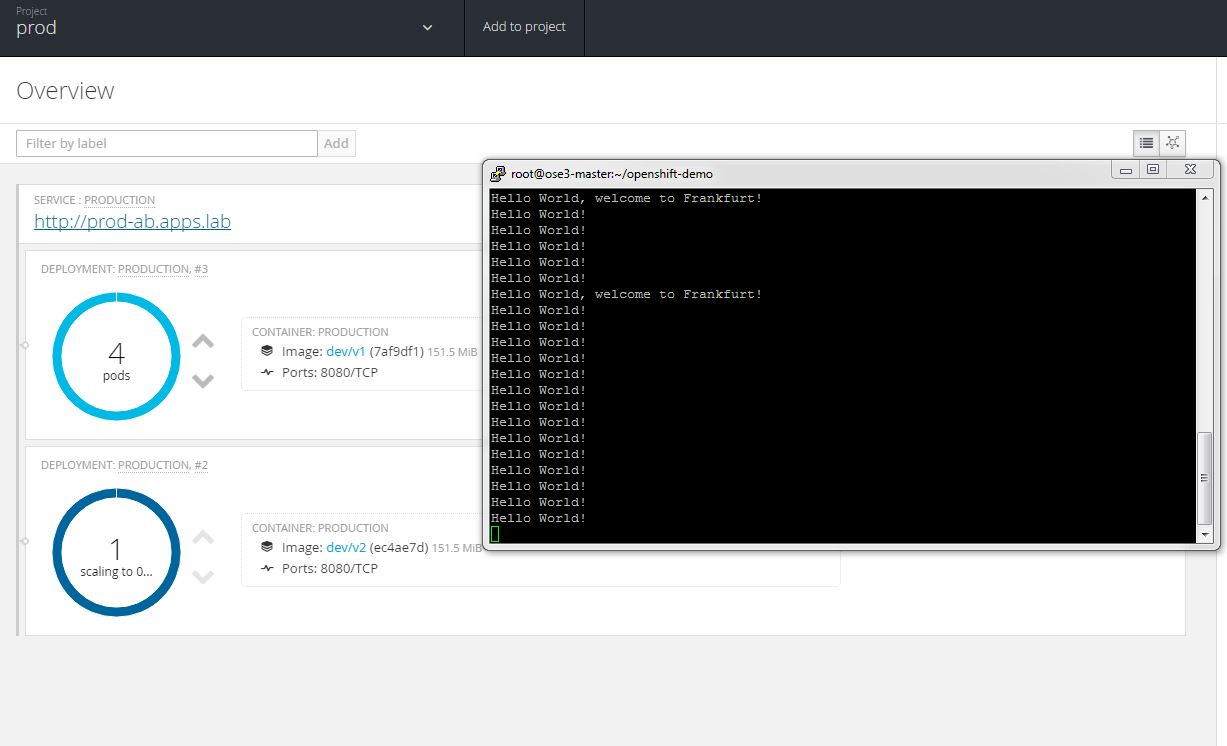 Project
prod
Add to project
Overview
Filter by label
Add
SERVICE : PRODUCTION
http://prod-ab.apps.lab
DEPLOYMENT: PRODUCTION, #3
4
pods
CONTAINER: PRODUCTION
Image: dev/v1 (7af9df1) 151.5 MiB
Ports: 8080/TCP
DEPLOYMENT: PRODUCTION, #2
1
scaling to 0...
CONTAINER: PRODUCTION
Image: dev/v2 (ec4ae7d) 151.5 MiB
Ports: 8080/TCP
root@ose3-master:~/openshift-demo
Hello World, welcome to Frankfurt!
Hello World!
Hello World!
Hello World!
Hello World!
Hello World!
Hello World, welcome to Frankfurt!
Hello World!
Hello World!
Hello World!
Hello World!
Hello World!
Hello World!
Hello World!
Hello World!
Hello World!
Hello World!
Hello World!
Hello World!
Hello World!
Hello World!